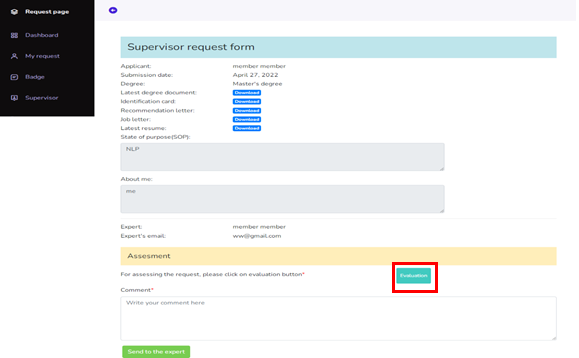 Request page
Dashboard
My request
Badge
Supervisor
Supervisor request form
Applicant: member member
Submission date: April 27, 2022
Degree: Master's degree
Latest degree document: Download
Identification card: Download
Recommendation letter: Download
Job letter: Download
Latest resume: Download
State of purpose(SOP):
NLP
About me:
me
Expert: member member
Expert's email: ww@gmail.com
Assesment
For assessing the request, please click on evaluation button* Evaluation
Comment*
Write your comment here
Send to the expert